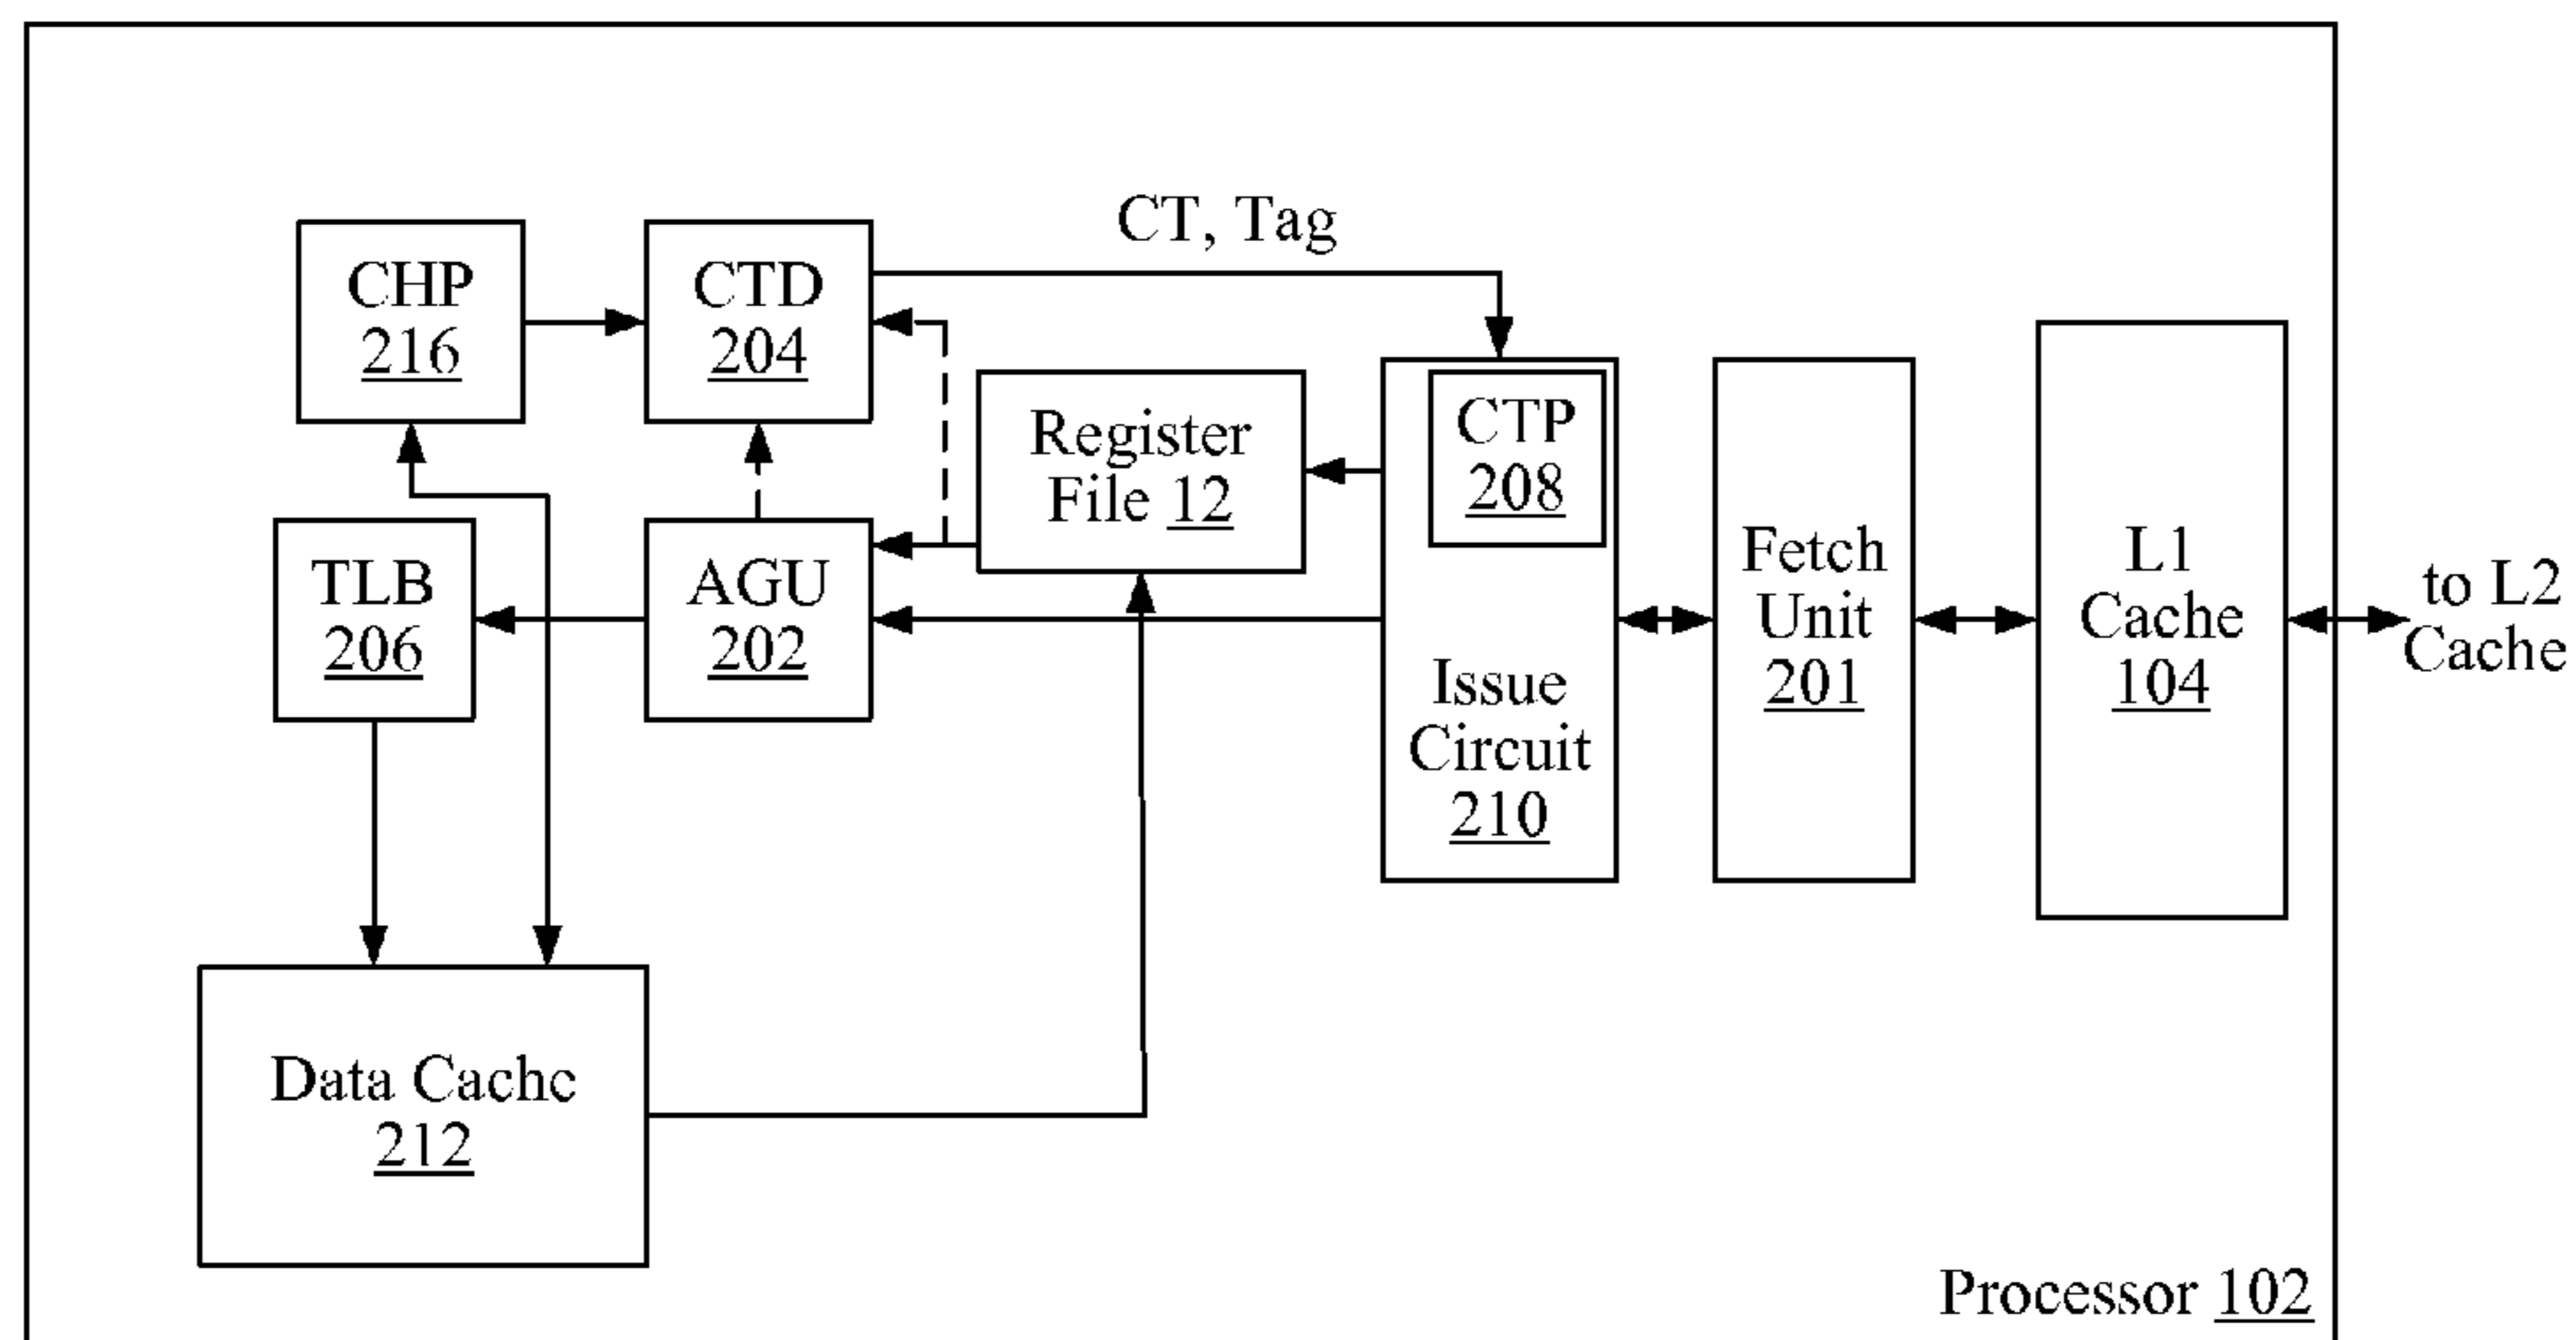 CT, Tag
CHP
216
CTD
204
Register
File 12
CTP
208
TLB
206
AGU
202
Issue
Circuit
210
Fetch
Unit
201
L1
Cache
104
to L2
Cache
Data Cache
212
Processor 102